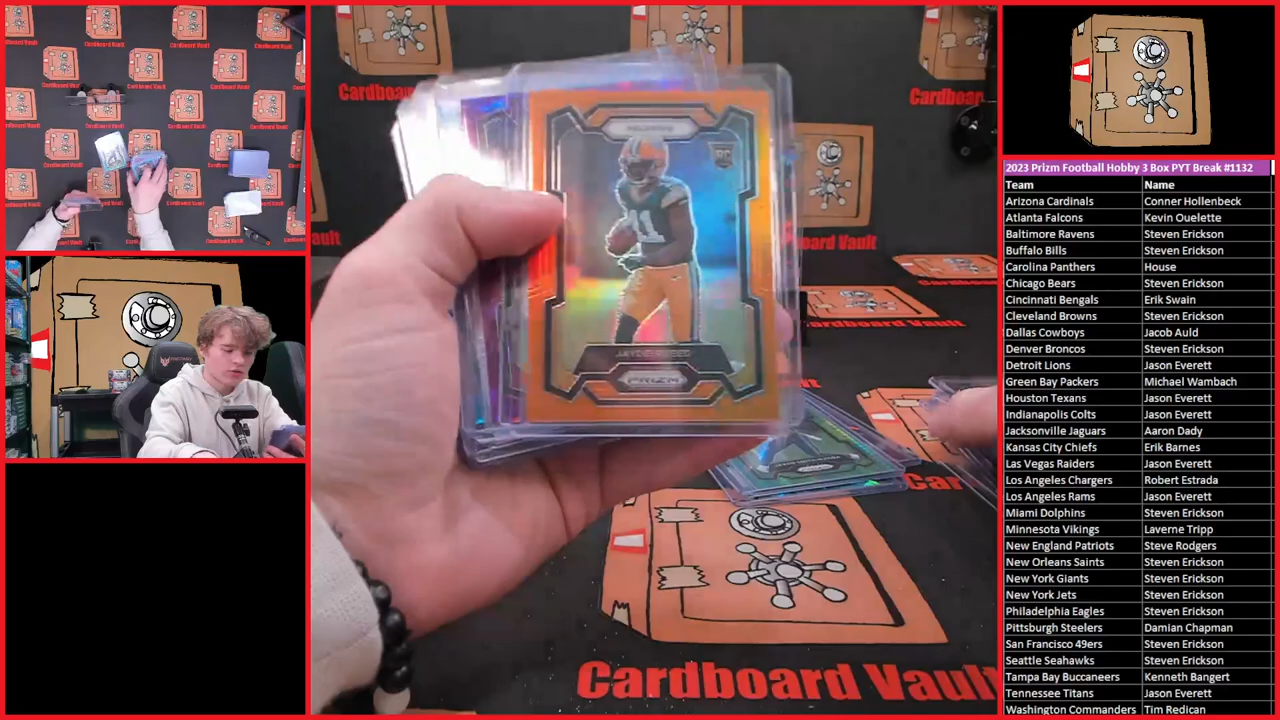 Cardboard Vault
Cardboard Vault
Cardboard Vault
Cardboard Vault
JAYDEN REED
PRIZM
RC
11
2023 Prizm Football Hobby 3 Box PYT Break #1132
Team Name
Arizona Cardinals Conner Hollenbeck
Atlanta Falcons Kevin Ouelette
Baltimore Ravens Steven Erickson
Buffalo Bills Steven Erickson
Carolina Panthers House
Chicago Bears Steven Erickson
Cincinnati Bengals Erik Swain
Cleveland Browns Steven Erickson
Dallas Cowboys Jacob Auld
Denver Broncos Steven Erickson
Detroit Lions Jason Everett
Green Bay Packers Michael Wambach
Houston Texans Jason Everett
Indianapolis Colts Jason Everett
Jacksonville Jaguars Aaron Dady
Kansas City Chiefs Erik Barnes
Las Vegas Raiders Jason Everett
Los Angeles Chargers Robert Estrada
Los Angeles Rams Jason Everett
Miami Dolphins Steven Erickson
Minnesota Vikings Laverne Tripp
New England Patriots Steve Rodgers
New Orleans Saints Steven Erickson
New York Giants Steven Erickson
New York Jets Steven Erickson
Philadelphia Eagles Steven Erickson
Pittsburgh Steelers Damian Chapman
San Francisco 49ers Steven Erickson
Seattle Seahawks Steven Erickson
Tampa Bay Buccaneers Kenneth Bangert
Tennessee Titans Jason Everett
Washington Commanders Tim Redican